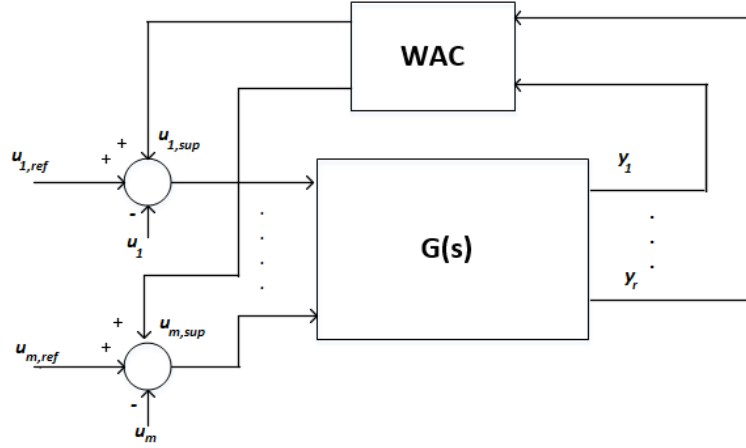 WAC
+
+
u1,sup
u1,ref
-
u1
y1
G(s)
yr
+
+
um,sup
um,ref
-
um